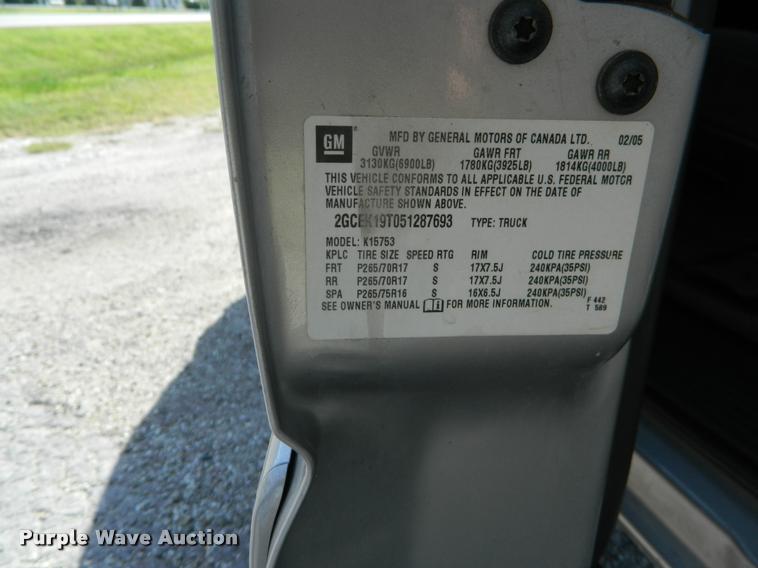 GM MFD BY GENERAL MOTORS OF CANADA LTD. 02/05
GVWR GAWR FRT GAWR RR
3130KG(6900LB) 1780KG(3925LB) 1814KG(4000LB)
THIS VEHICLE CONFORMS TO ALL APPLICABLE U.S. FEDERAL MOTOR
VEHICLE SAFETY STANDARDS IN EFFECT ON THE DATE OF
MANUFACTURE SHOWN ABOVE.
2GCEK19T051287693 TYPE: TRUCK
MODEL: K15753
KPLC TIRE SIZE SPEED RTG RIM COLD TIRE PRESSURE
FRT P265/70R17 S 17X7.5J 240KPA(35PSI)
RR P265/70R17 S 17X7.5J 240KPA(35PSI)
SPA P265/75R16 S 16X6.5J 240KPA(35PSI)
SEE OWNER'S MANUAL FOR MORE INFORMATION.
F 442
T 589
Purple Wave Auction